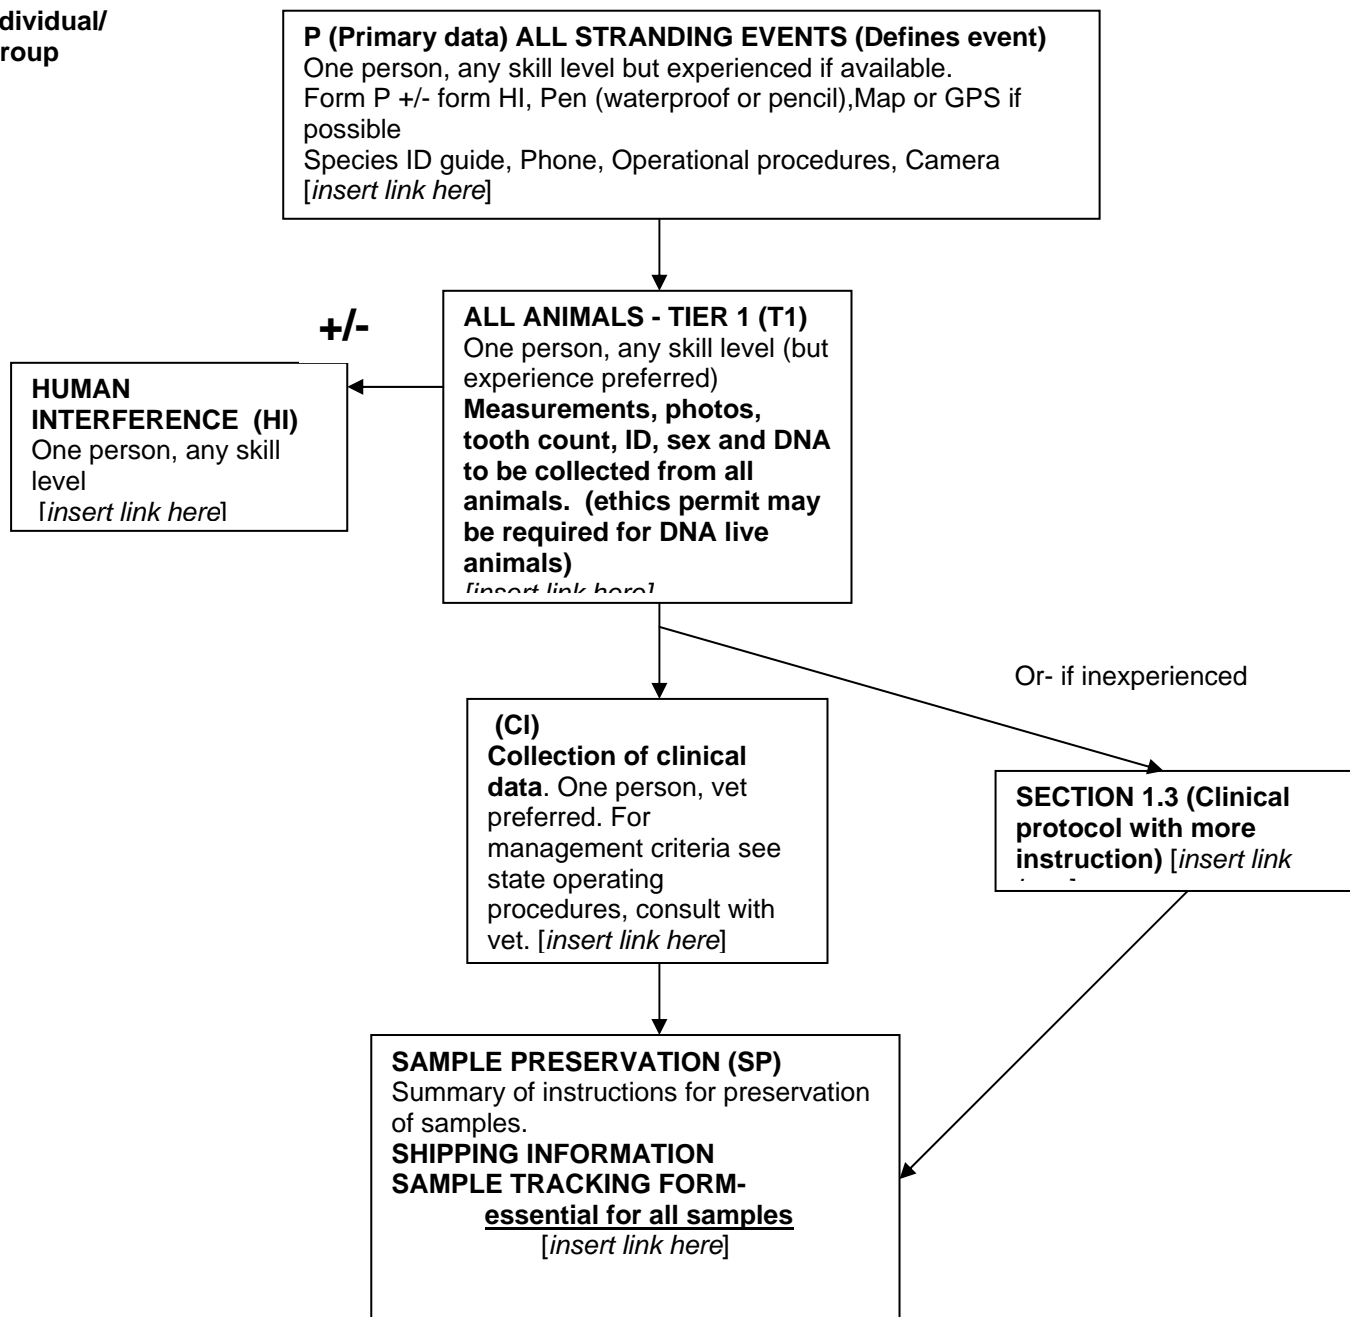 dividual/
roup
P (Primary data) ALL STRANDING EVENTS (Defines event)
One person, any skill level but experienced if available.
Form P +/- form HI, Pen (waterproof or pencil),Map or GPS if
possible
Species ID guide, Phone, Operational procedures, Camera
[insert link here]
+/-
ALL ANIMALS - TIER 1 (T1)
One person, any skill level (but
experience preferred)
Measurements, photos,
tooth count, ID, sex and DNA
to be collected from all
animals. (ethics permit may
be required for DNA live
animals)
[insert link here]
HUMAN
INTERFERENCE (HI)
One person, any skill
level
[insert link here]
Or- if inexperienced
(CI)
Collection of clinical
data. One person, vet
preferred. For
management criteria see
state operating
procedures, consult with
vet. [insert link here]
SECTION 1.3 (Clinical
protocol with more
instruction) [insert link
SAMPLE PRESERVATION (SP)
Summary of instructions for preservation
of samples.
SHIPPING INFORMATION
SAMPLE TRACKING FORM-
essential for all samples
[insert link here]